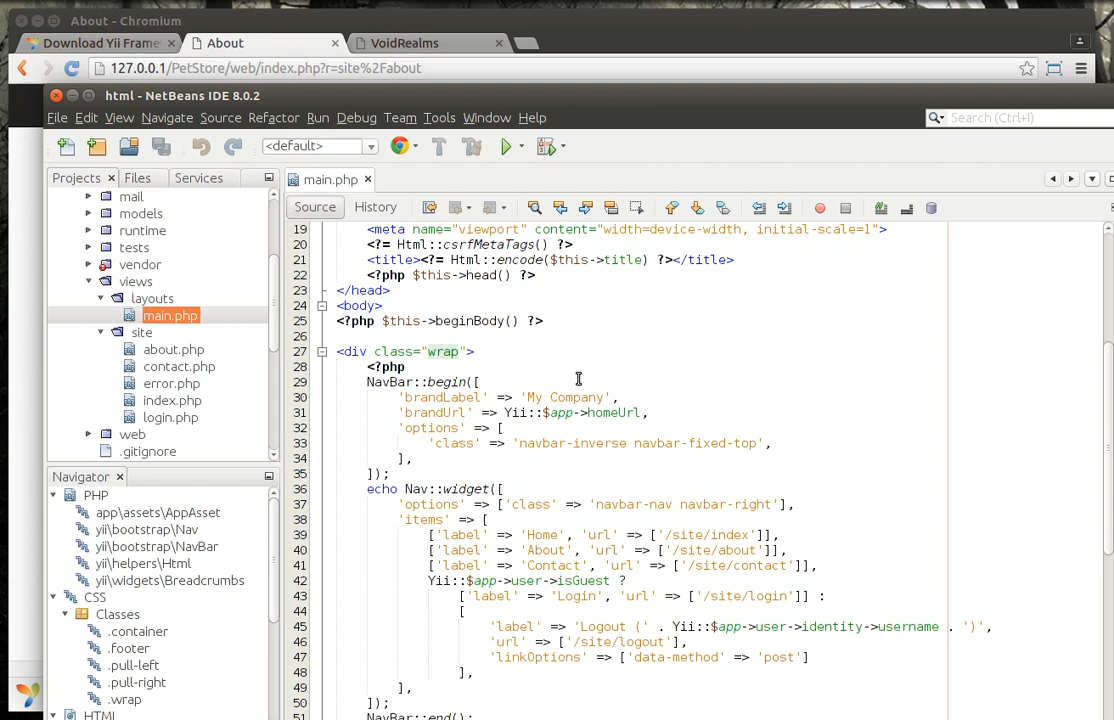 About - Chromium
Download Yii Frame
About
VoidRealms
127.0.0.1/PetStore/web/index.php?r=site%2Fabout
html - NetBeans IDE 8.0.2
File Edit View Navigate Source Refactor Run Debug Team Tools Window Help
Search (Ctrl+I)
<default>
Projects Files Services
main.php
Source History
mail
models
runtime
tests
vendor
views
layouts
main.php
site
about.php
contact.php
error.php
index.php
login.php
web
.gitignore
Navigator
PHP
app\assets\AppAsset
yii\bootstrap\Nav
yii\bootstrap\NavBar
yii\helpers\Html
yii\widgets\Breadcrumbs
CSS
Classes
.container
.footer
.pull-left
.pull-right
.wrap
HTML
19 <meta name="viewport" content="width=device-width, initial-scale=1">
20 <?= Html::csrfMetaTags() ?>
21 <title><?= Html::encode($this->title) ?></title>
22 <?php $this->head() ?>
23 </head>
24 <body>
25 <?php $this->beginBody() ?>
26
27 <div class="wrap">
28 <?php
29 NavBar::begin([
30 'brandLabel' => 'My Company',
31 'brandUrl' => Yii::$app->homeUrl,
32 'options' => [
33 'class' => 'navbar-inverse navbar-fixed-top',
34 ],
35 ]);
36 echo Nav::widget([
37 'options' => ['class' => 'navbar-nav navbar-right'],
38 'items' => [
39 ['label' => 'Home', 'url' => ['/site/index']],
40 ['label' => 'About', 'url' => ['/site/about']],
41 ['label' => 'Contact', 'url' => ['/site/contact']],
42 Yii::$app->user->isGuest ?
43 ['label' => 'Login', 'url' => ['/site/login']] :
44 [
45 'label' => 'Logout (' . Yii::$app->user->identity->username . ')',
46 'url' => ['/site/logout'],
47 'linkOptions' => ['data-method' => 'post']
48 ],
49 ],
50 ]);
51 NavBar::end();